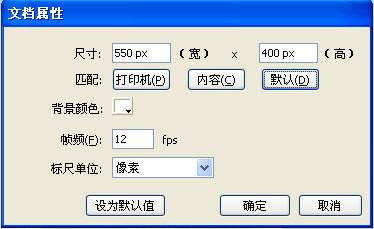 文档属性
尺寸: 550 px （宽） x 400 px （高）
匹配: 打印机(P) 内容(C) 默认(D)
背景颜色:
帧频(F): 12 fps
标尺单位: 像素
设为默认值 确定 取消